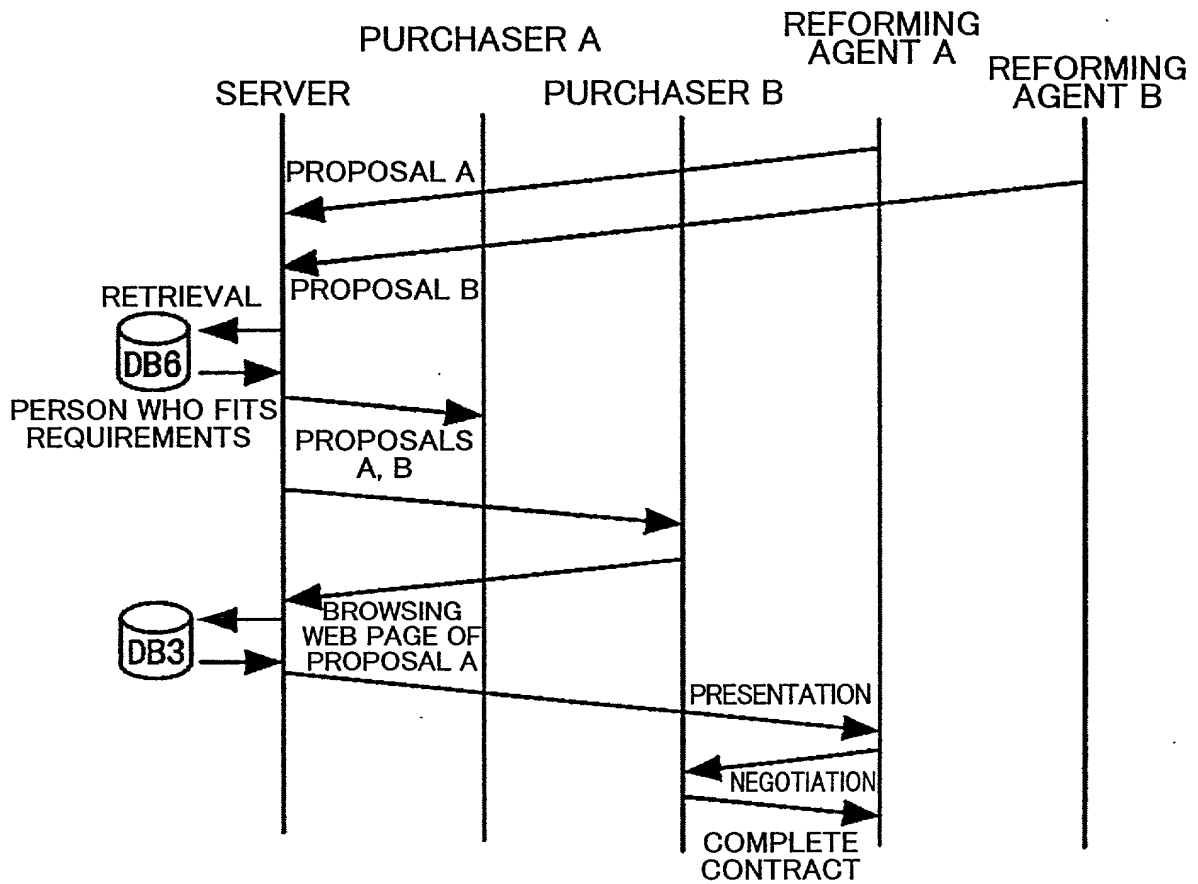 PURCHASER A
REFORMING
AGENT A
SERVER
PURCHASER B
REFORMING
AGENT B
PROPOSAL A
PROPOSAL B
RETRIEVAL
DB6
PERSON WHO FITS
REQUIREMENTS
PROPOSALS
A, B
BROWSING
WEB PAGE OF
PROPOSAL A
DB3
PRESENTATION
NEGOTIATION
COMPLETE
CONTRACT